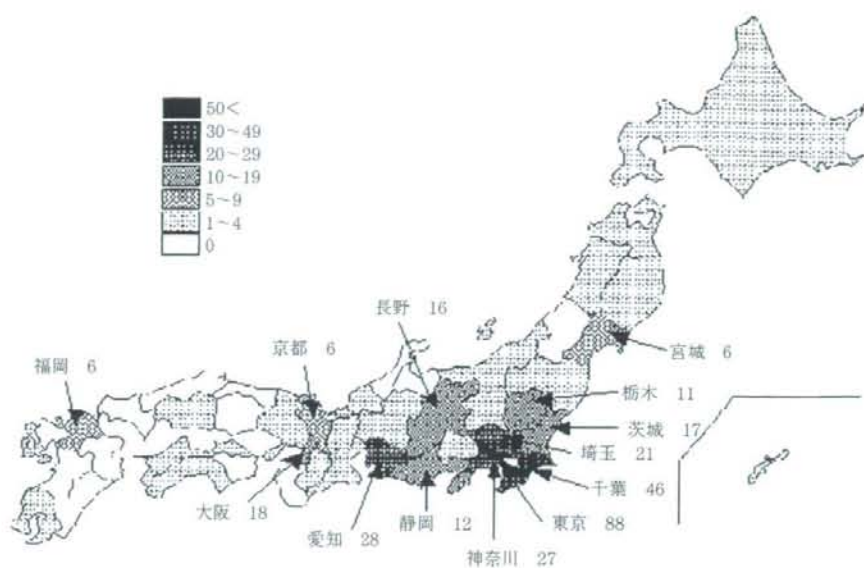 50<
30～49
20～29
10～19
5～9
1～4
0
長野 16
京都 6
福岡 6
宮城 6
栃木 11
茨城 17
埼玉 21
千葉 46
大阪 18
静岡 12
東京 88
愛知 28
神奈川 27